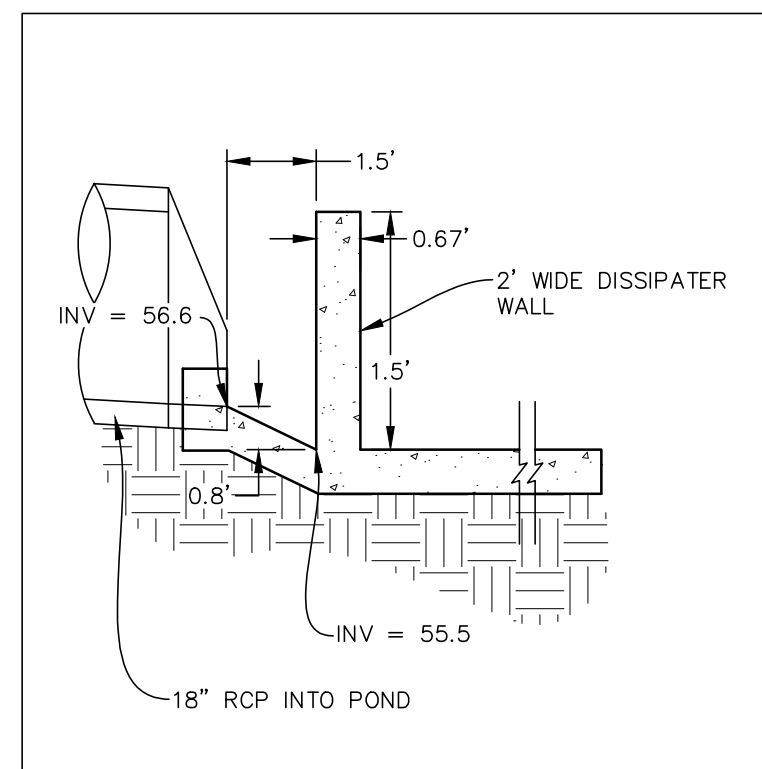 1.5'
0.67'
2' WIDE DISSIPATER
WALL
INV = 56.6
1.5'
0.8'
INV = 55.5
18" RCP INTO POND